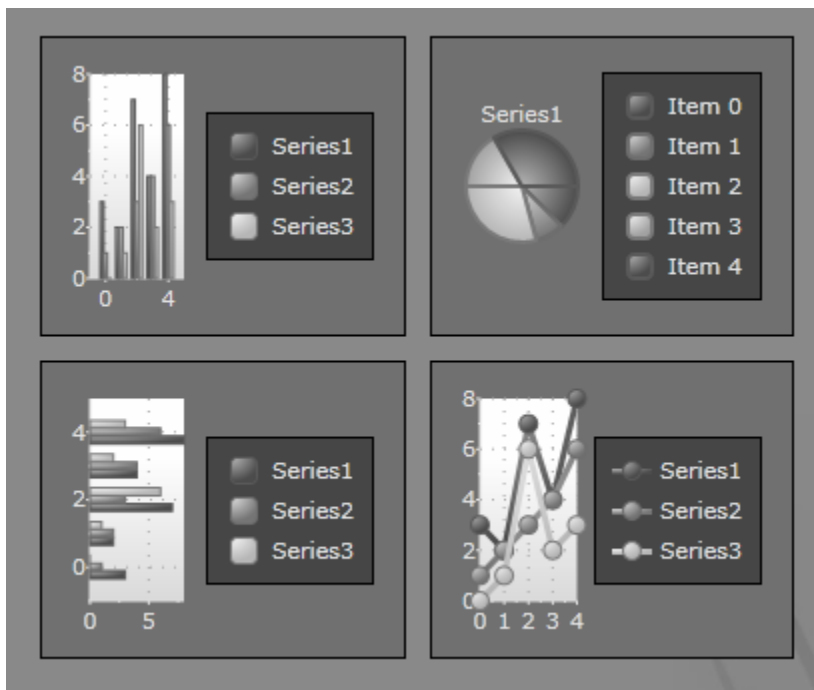 8
6
4
2
0
0 4
Series1
Series2
Series3
Series1
Item 0
Item 1
Item 2
Item 3
Item 4
4
2
0
0 5
Series1
Series2
Series3
8
6
4
2
0
0 1 2 3 4
Series1
Series2
Series3